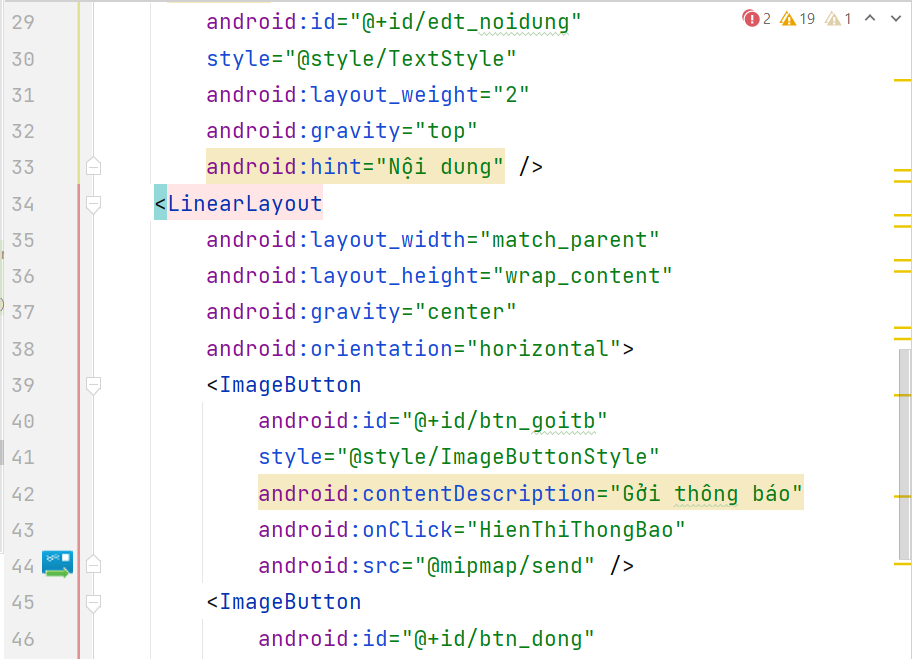 2 19 1
29 android:id="@+id/edt_noidung"
30 style="@style/TextStyle"
31 android:layout_weight="2"
32 android:gravity="top"
33 android:hint="Nội dung" />
34 <LinearLayout
35 android:layout_width="match_parent"
36 android:layout_height="wrap_content"
37 android:gravity="center"
38 android:orientation="horizontal">
39 <ImageButton
40 android:id="@+id/btn_goitb"
41 style="@style/ImageButtonStyle"
42 android:contentDescription="Gởi thông báo"
43 android:onClick="HienThiThongBao"
44 android:src="@mipmap/send" />
45 <ImageButton
46 android:id="@+id/btn_dong"